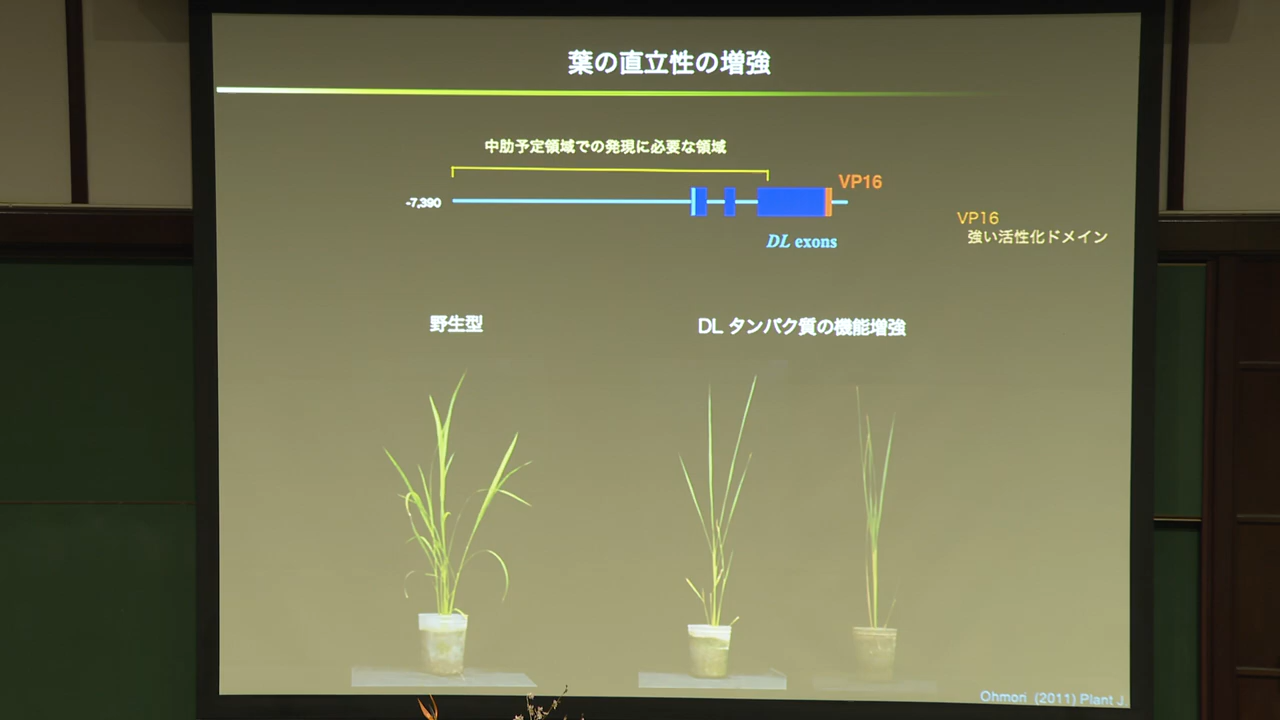 葉の直立性の増強
中肋予定領域での発現に必要な領域
VP16
-7,390
VP16
強い活性化ドメイン
DL exons
野生型
DL タンパク質の機能増強
Ohmori (2011) Plant J